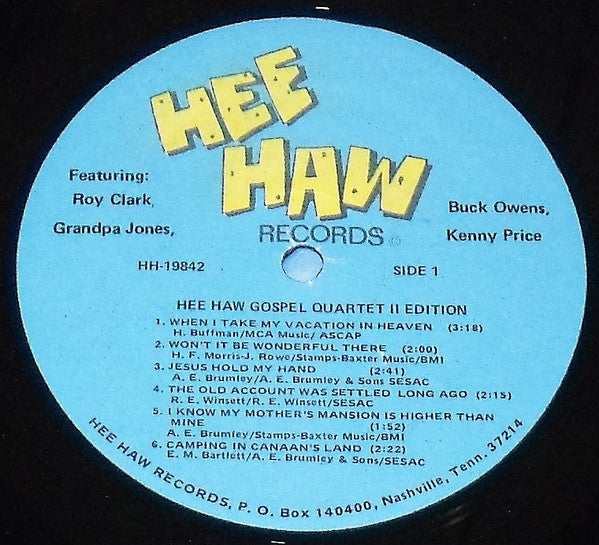 HEE
HAW
RECORDS©
Featuring:
Roy Clark,
Grandpa Jones,
Buck Owens,
Kenny Price
HH-19842
SIDE 1
HEE HAW GOSPEL QUARTET II EDITION
1. WHEN I TAKE MY VACATION IN HEAVEN (3:18)
H. Buffman/MCA Music/ ASCAP
2. WON'T IT BE WONDERFUL THERE (2:00)
H. F. Morris-J. Rowe/Stamps-Baxter Music/BMI
3. JESUS HOLD MY HAND (2:41)
A. E. Brumley/A. E. Brumley & Sons SESAC
4. THE OLD ACCOUNT WAS SETTLED LONG AGO (2:15)
R. E. Winsett/R. E. Winsett/SESAC
5. I KNOW MY MOTHER'S MANSION IS HIGHER THAN
MINE (1:52)
A. E. Brumley/Stamps-Baxter Music/BMI
6. CAMPING IN CANAAN'S LAND (2:22)
E. M. Bartlett/A. E. Brumley & Sons/SESAC
HEE HAW RECORDS, P. O. Box 140400, Nashville, Tenn. 37214